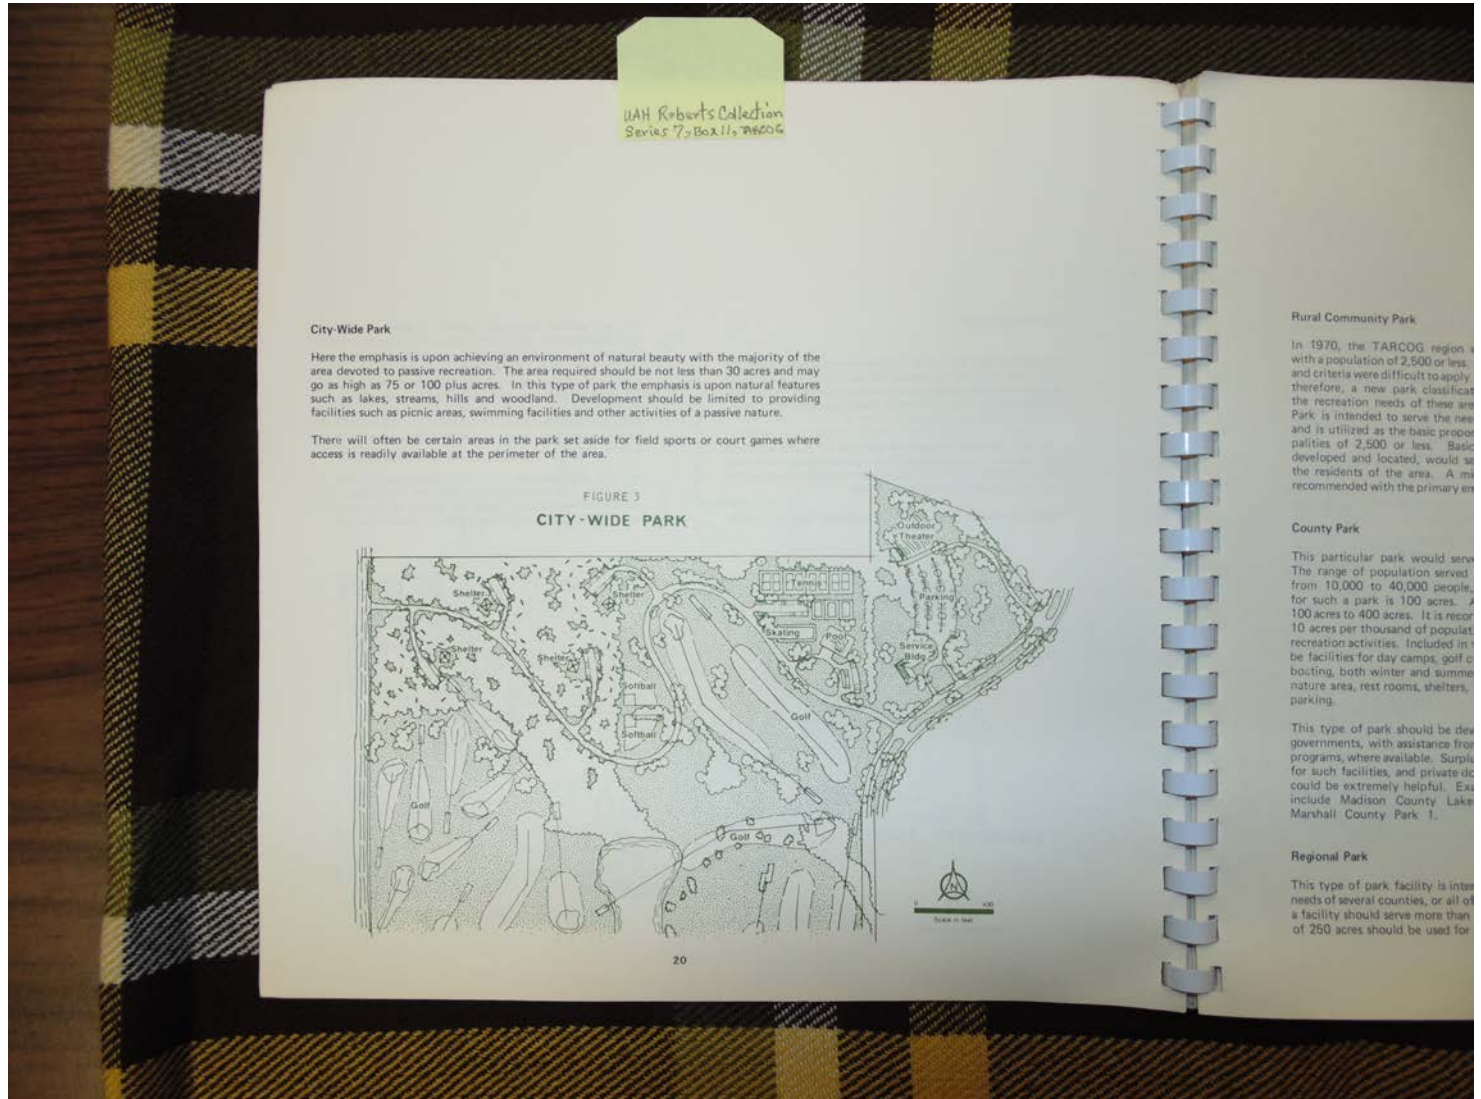 UAH Roberts Collection
Series 7, Box 11, TARCOG
City-Wide Park
Here the emphasis is upon achieving an environment of natural beauty with the majority of the
area devoted to passive recreation. The area required should be not less than 30 acres and may
go as high as 75 or 100 plus acres. In this type of park the emphasis is upon natural features
such as lakes, streams, hills and woodland. Development should be limited to providing
facilities such as picnic areas, swimming facilities and other activities of a passive nature.
There will often be certain areas in the park set aside for field sports or court games where
access is readily available at the perimeter of the area.
FIGURE 3
CITY-WIDE PARK
Outdoor
Theater
Tennis
Shelter
Shelter
Parking
Skating
Pool
Shelter
Shelter
Service
Bldg
Softball
Golf
Softball
Golf
Golf
N
0 400
Scale in feet
20
Rural Community Park
In 1970, the TARCOG region
with a population of 2,500 or less.
and criteria were difficult to apply
therefore, a new park
the recreation needs of these
Park is intended to serve the
and is utilized as the basic
palities of 2,500 or less. Basic
developed and located, would
the residents of the area. A
recommended with the primary
County Park
This particular park would
The range of population served
from 10,000 to 40,000 people,
for such a park is 100 acres.
100 acres to 400 acres. It is
10 acres per thousand of
recreation activities. Included in
be facilities for day camps, golf
boating, both winter and
nature area, rest rooms, shelters,
parking.
This type of park should be
governments, with assistance
programs, where available.
for such facilities, and private
could be extremely helpful.
include Madison County
Marshall County Park 1.
Regional Park
This type of park facility is
needs of several counties, or all of
a facility should serve more than
of 250 acres should be used for